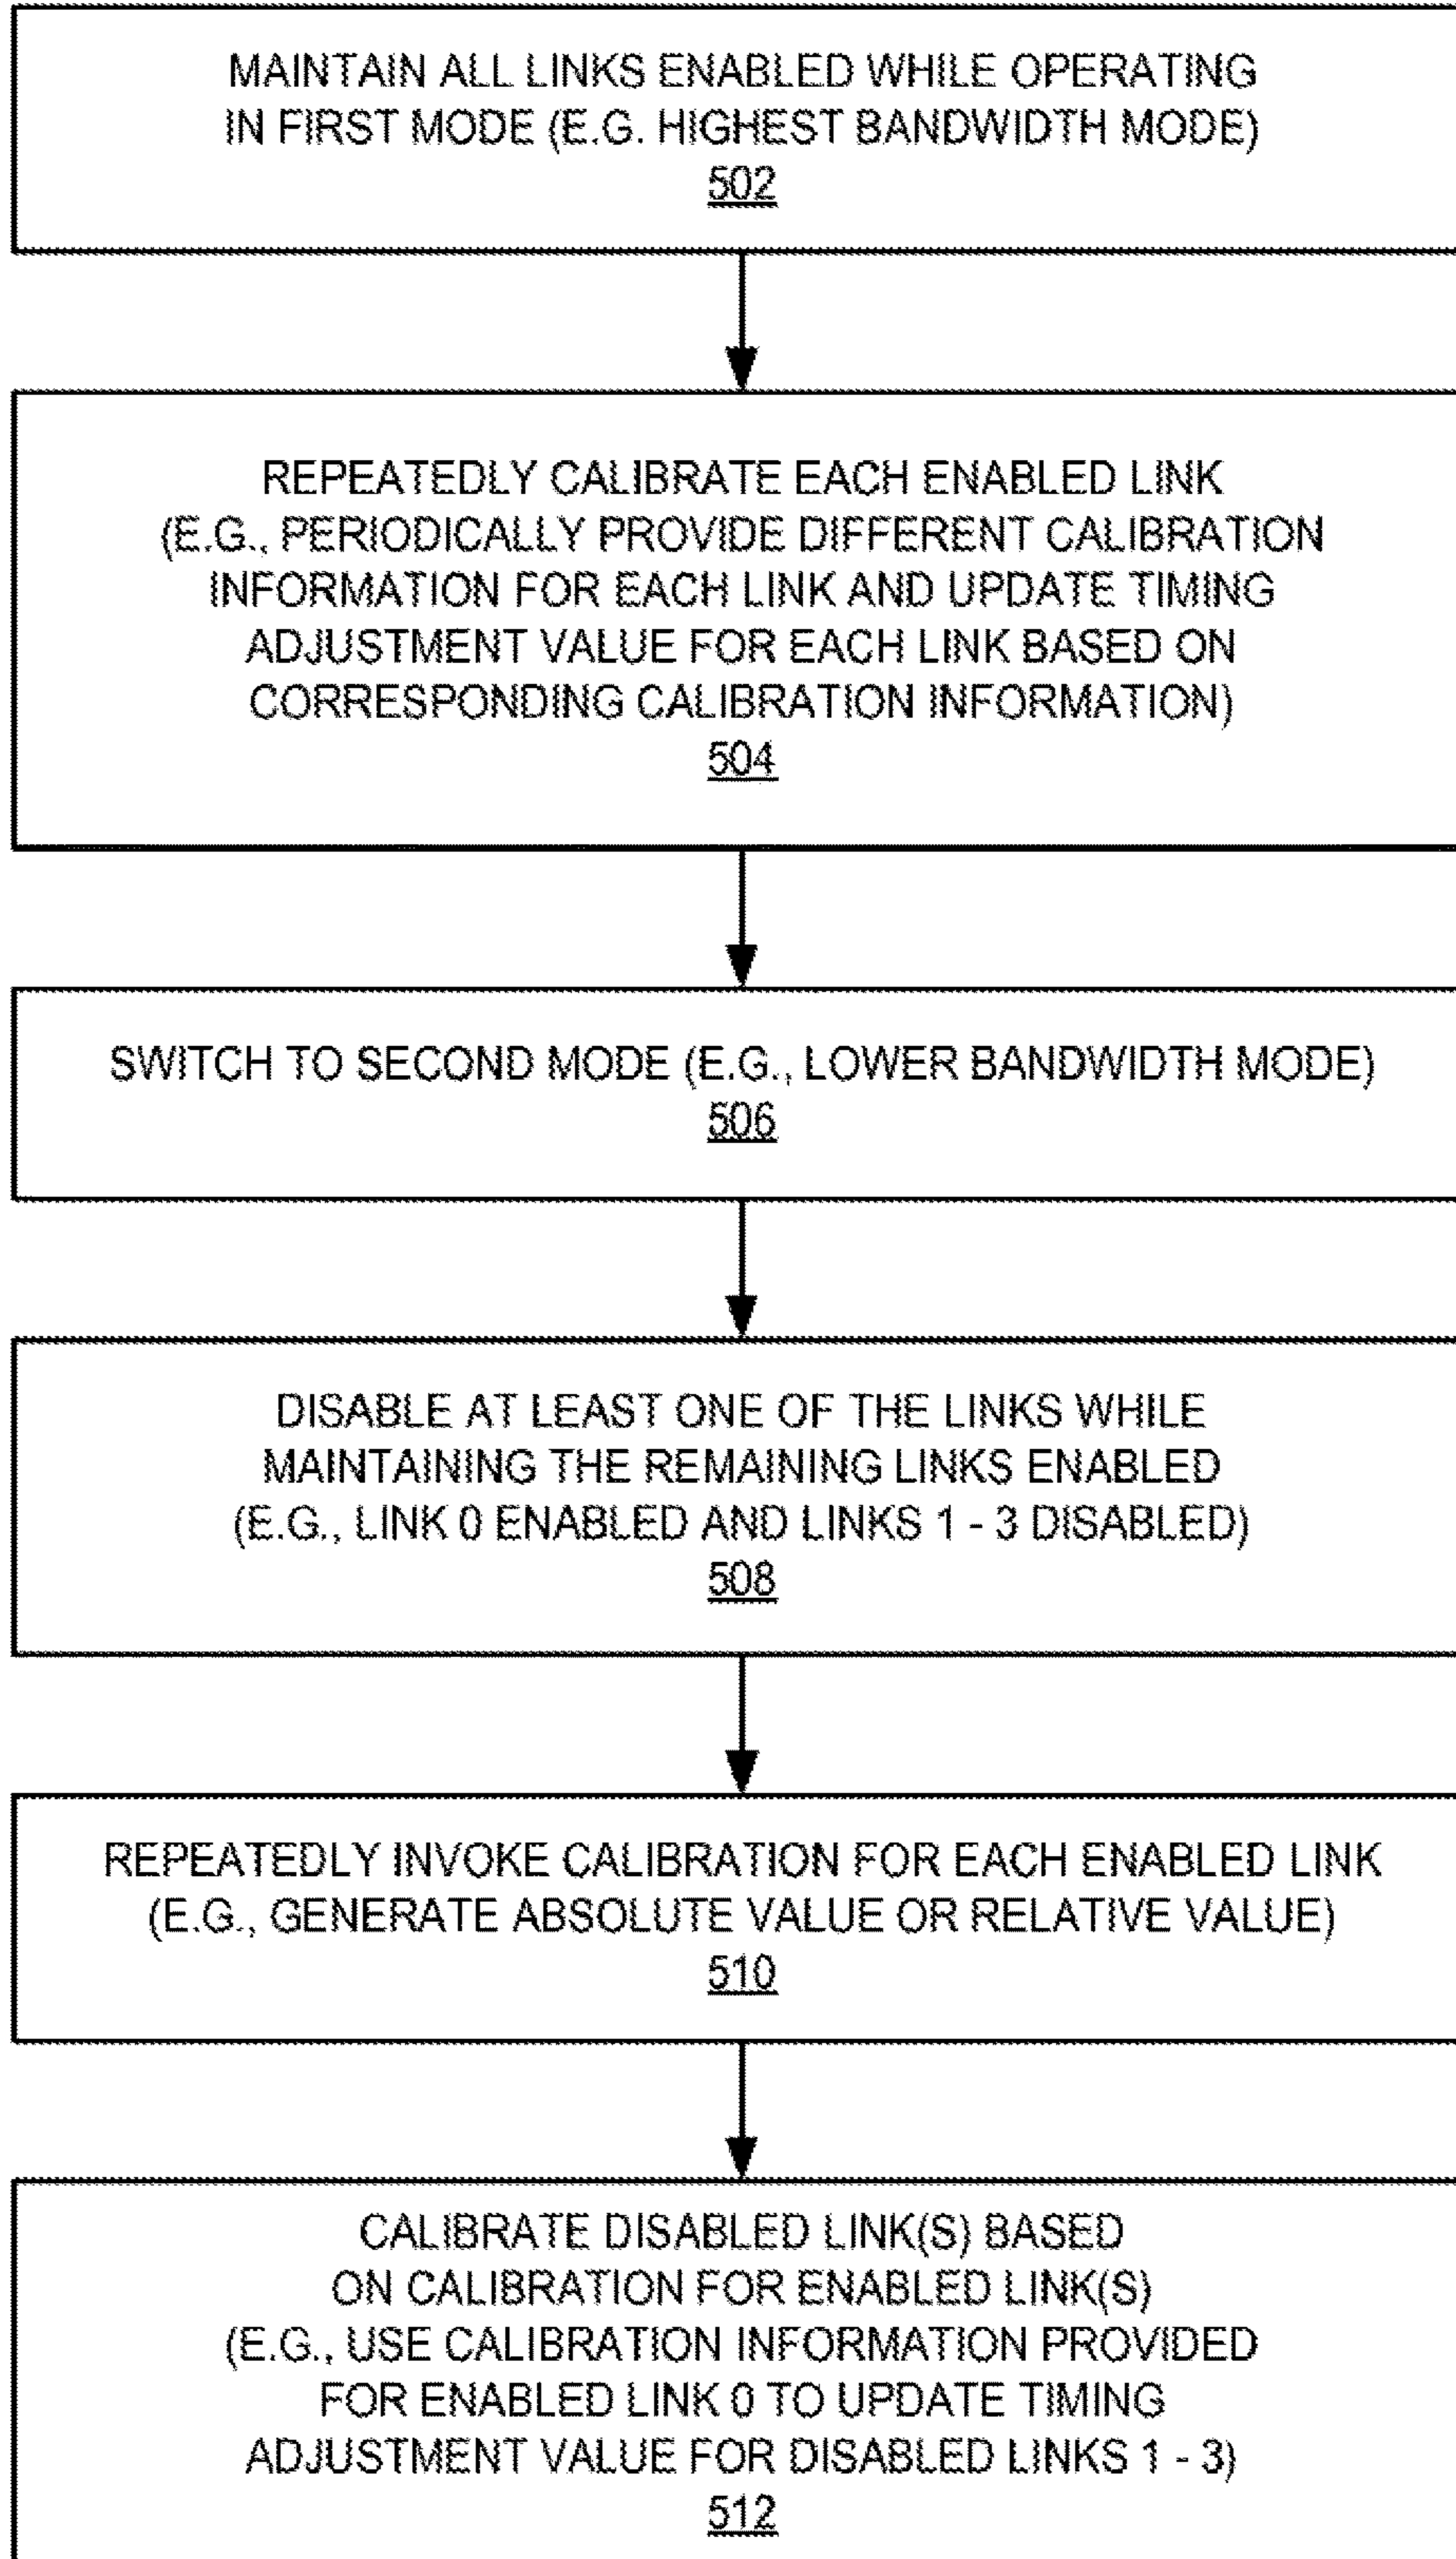 MAINTAIN ALL LINKS ENABLED WHILE OPERATING
IN FIRST MODE (E.G. HIGHEST BANDWIDTH MODE)
502
REPEATEDLY CALIBRATE EACH ENABLED LINK
(E.G., PERIODICALLY PROVIDE DIFFERENT CALIBRATION
INFORMATION FOR EACH LINK AND UPDATE TIMING
ADJUSTMENT VALUE FOR EACH LINK BASED ON
CORRESPONDING CALIBRATION INFORMATION)
504
SWITCH TO SECOND MODE (E.G., LOWER BANDWIDTH MODE)
506
DISABLE AT LEAST ONE OF THE LINKS WHILE
MAINTAINING THE REMAINING LINKS ENABLED
(E.G., LINK 0 ENABLED AND LINKS 1 - 3 DISABLED)
508
REPEATEDLY INVOKE CALIBRATION FOR EACH ENABLED LINK
(E.G., GENERATE ABSOLUTE VALUE OR RELATIVE VALUE)
510
CALIBRATE DISABLED LINK(S) BASED
ON CALIBRATION FOR ENABLED LINK(S)
(E.G., USE CALIBRATION INFORMATION PROVIDED
FOR ENABLED LINK 0 TO UPDATE TIMING
ADJUSTMENT VALUE FOR DISABLED LINKS 1 - 3)
512